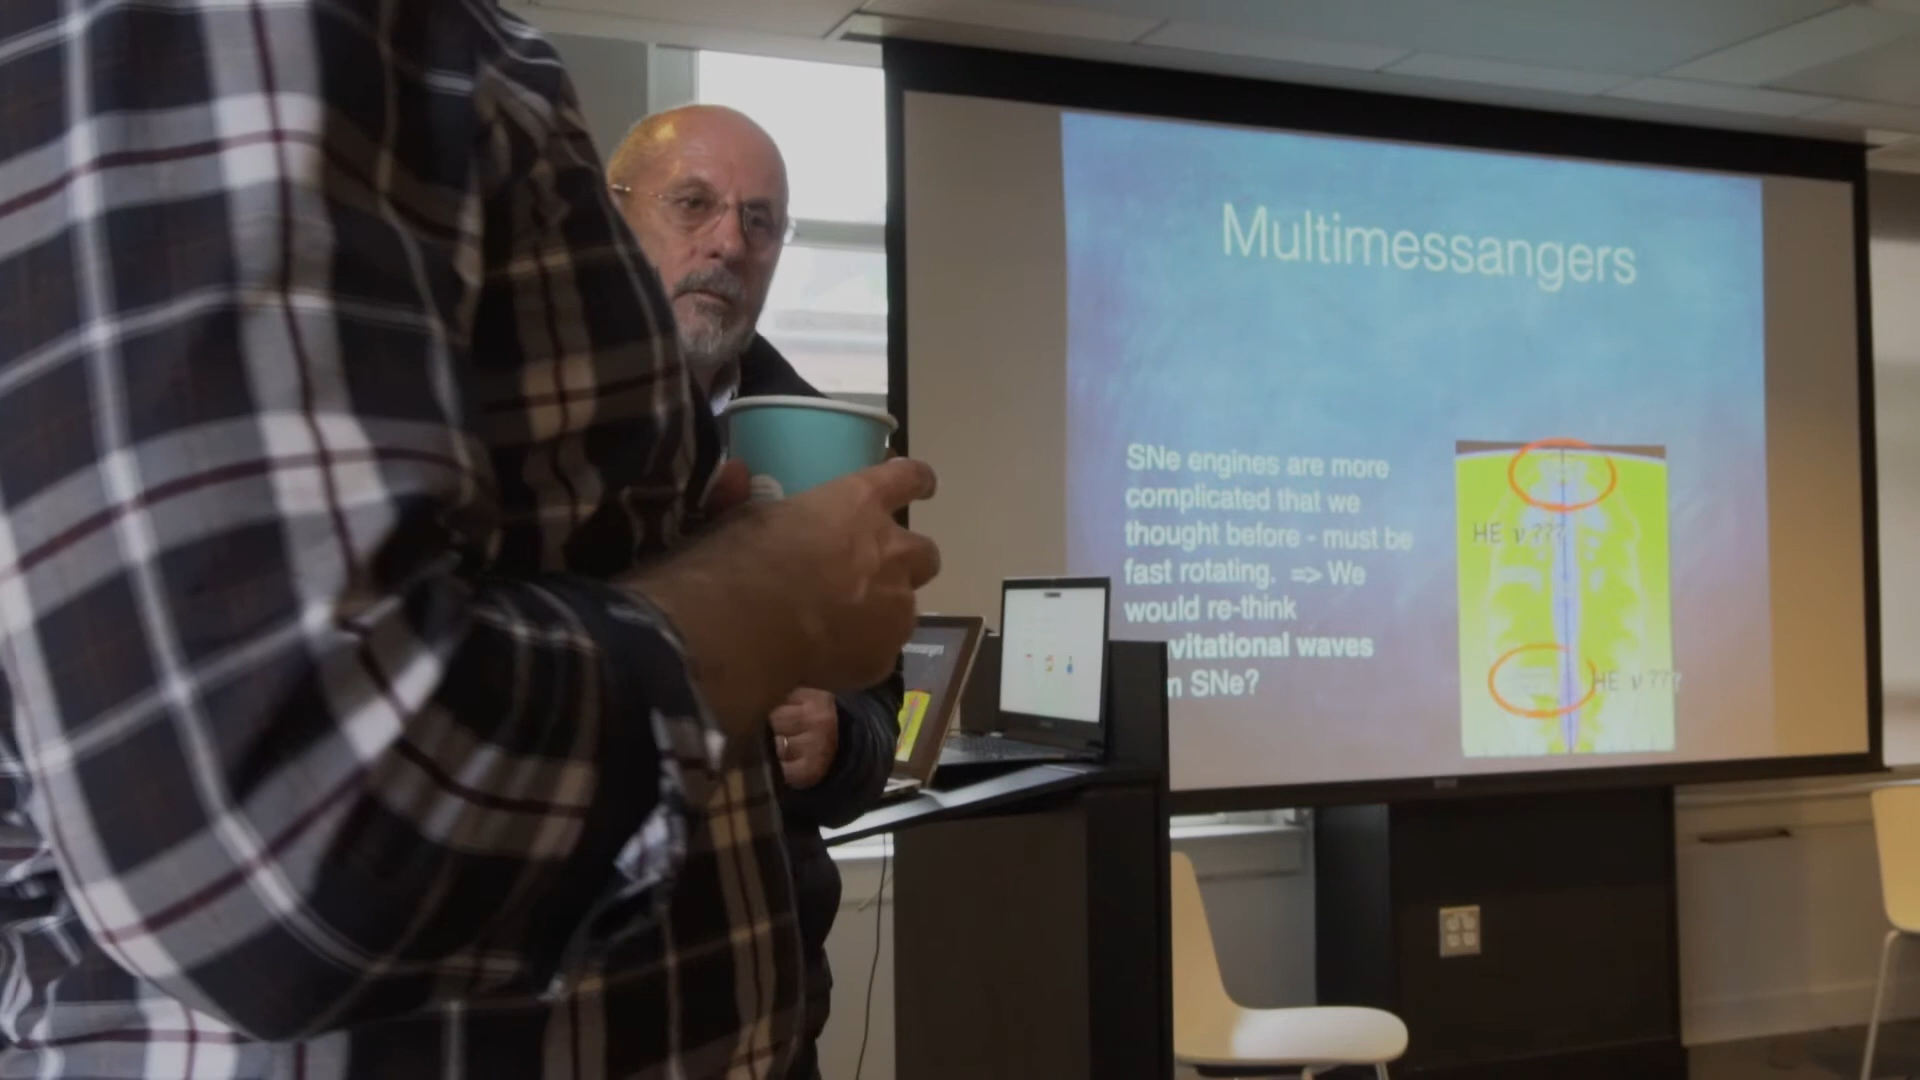 Multimessangers
SNe engines are more
complicated that we
thought before - must be
fast rotating. => We
would re-think
vitational waves
SNe?
HE ν ???
HE ν ???